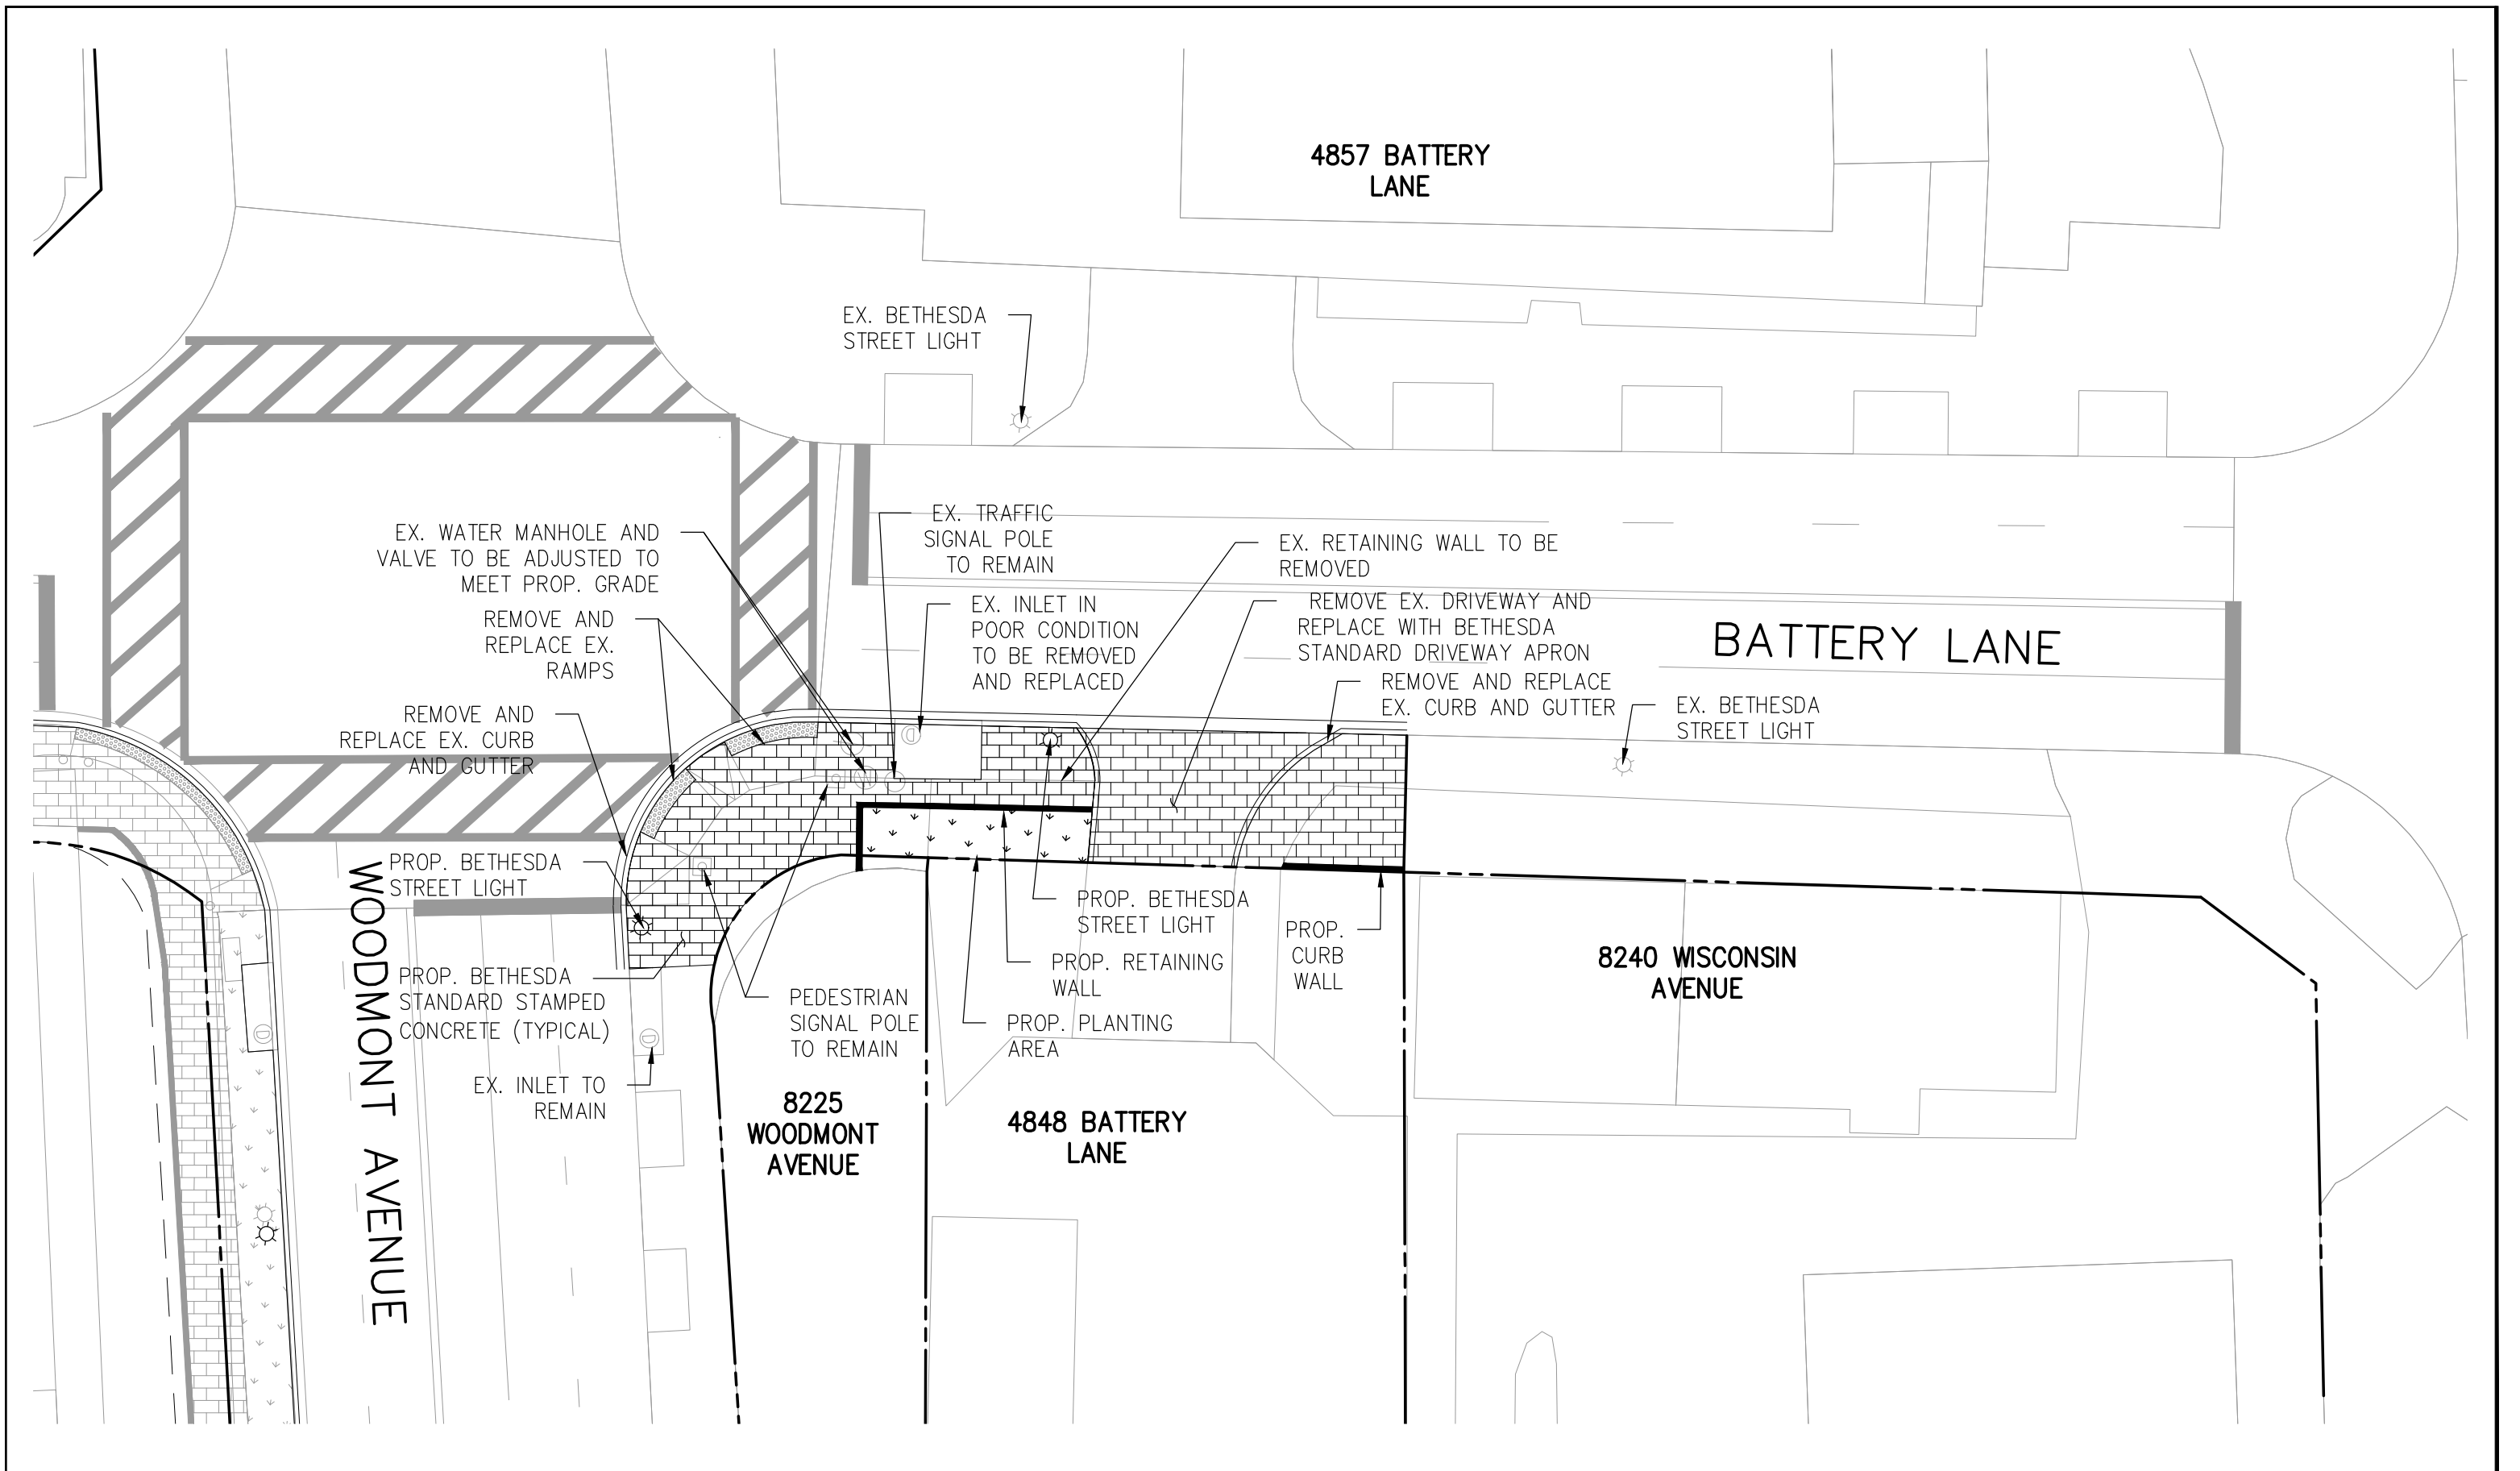 4857 BATTERY
LANE
EX. BETHESDA
STREET LIGHT
EX. WATER MANHOLE AND
VALVE TO BE ADJUSTED TO
MEET PROP. GRADE
EX. TRAFFIC
SIGNAL POLE
TO REMAIN
EX. RETAINING WALL TO BE
REMOVED
REMOVE AND
REPLACE EX.
RAMPS
EX. INLET IN
POOR CONDITION
TO BE REMOVED
AND REPLACED
REMOVE EX. DRIVEWAY AND
REPLACE WITH BETHESDA
STANDARD DRIVEWAY APRON
BATTERY LANE
REMOVE AND REPLACE
EX. CURB AND GUTTER
EX. BETHESDA
STREET LIGHT
REMOVE AND
REPLACE EX. CURB
AND GUTTER
D
W
PROP. BETHESDA
STREET LIGHT
WOODMONT AVENUE
PROP. BETHESDA
STREET LIGHT
PROP.
CURB
WALL
PROP. RETAINING
WALL
8240 WISCONSIN
AVENUE
PROP. BETHESDA
STANDARD STAMPED
CONCRETE (TYPICAL)
PEDESTRIAN
SIGNAL POLE
TO REMAIN
PROP. PLANTING
AREA
D
D
EX. INLET TO
REMAIN
8225
WOODMONT
AVENUE
4848 BATTERY
LANE